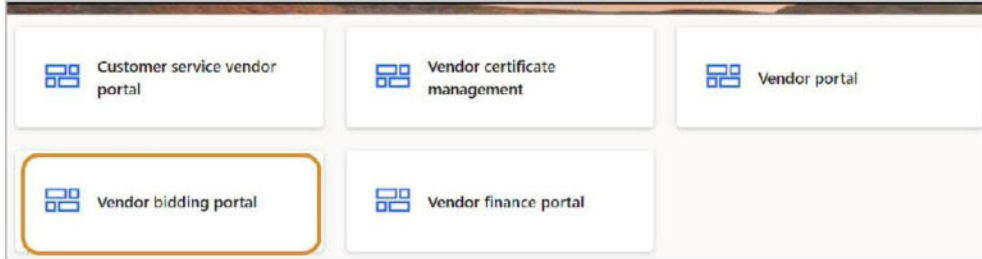 Customer service vendor
portal
Vendor certificate
management
Vendor portal
Vendor bidding portal
Vendor finance portal